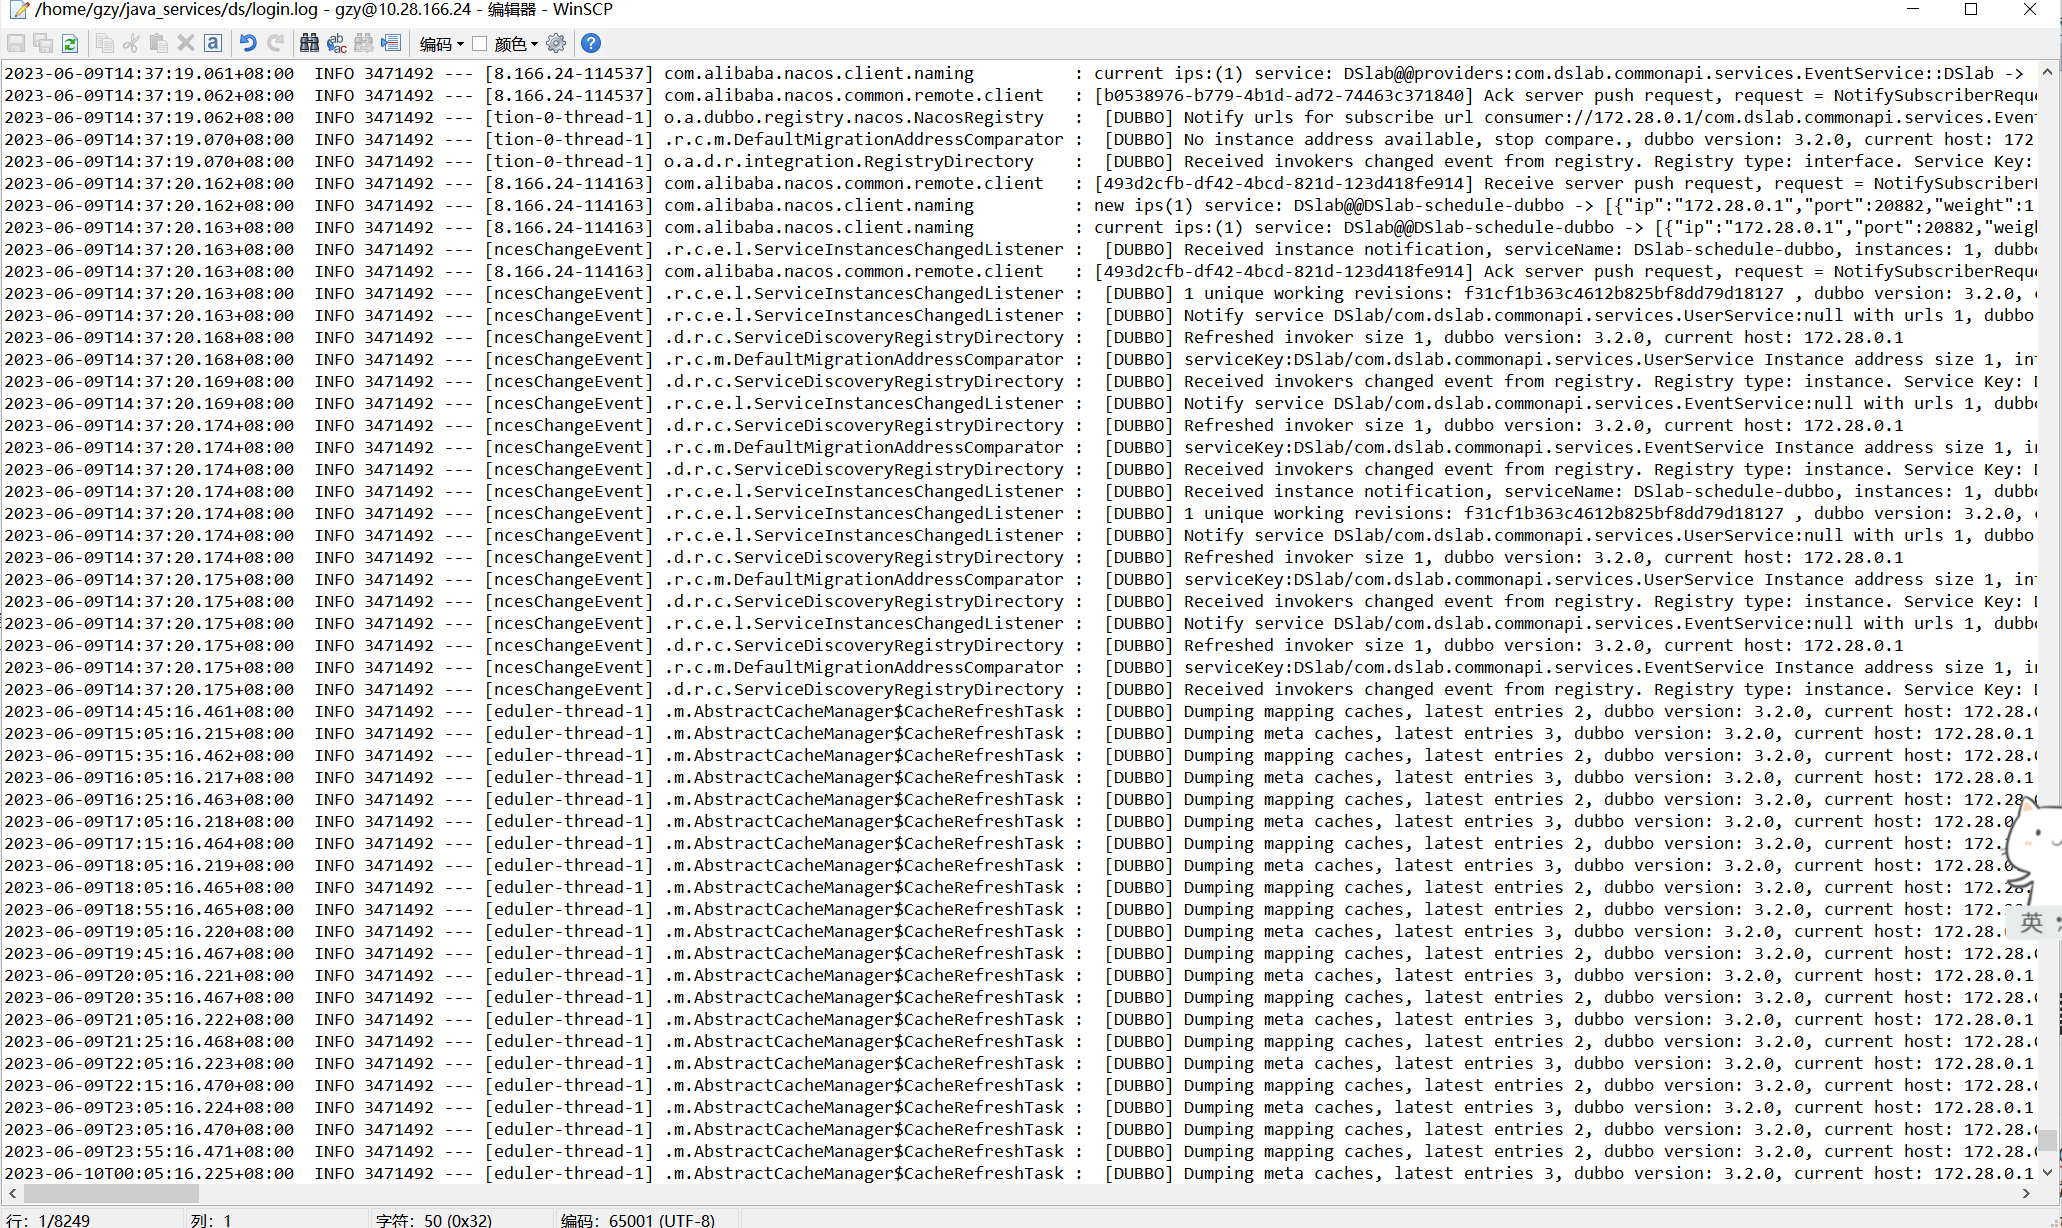 /home/gzy/java_services/ds/login.log - gzy@10.28.166.24 - 编辑器 - WinSCP
编码 颜色
2023-06-09T14:37:19.061+08:00 INFO 3471492 --- [8.166.24-114537] com.alibaba.nacos.client.naming : current ips:(1) service: DSlab@@providers:com.dslab.commonapi.services.EventService::DSlab ->
2023-06-09T14:37:19.062+08:00 INFO 3471492 --- [8.166.24-114537] com.alibaba.nacos.common.remote.client : [b0538976-b779-4b1d-ad72-74463c371840] Ack server push request, request = NotifySubscriberReque
2023-06-09T14:37:19.062+08:00 INFO 3471492 --- [tion-0-thread-1] o.a.dubbo.registry.nacos.NacosRegistry : [DUBBO] Notify urls for subscribe url consumer://172.28.0.1/com.dslab.commonapi.services.Even
2023-06-09T14:37:19.070+08:00 INFO 3471492 --- [tion-0-thread-1] .r.c.m.DefaultMigrationAddressComparator : [DUBBO] No instance address available, stop compare., dubbo version: 3.2.0, current host: 172
2023-06-09T14:37:19.070+08:00 INFO 3471492 --- [tion-0-thread-1] o.a.d.r.integration.RegistryDirectory : [DUBBO] Received invokers changed event from registry. Registry type: interface. Service Key:
2023-06-09T14:37:20.162+08:00 INFO 3471492 --- [8.166.24-114163] com.alibaba.nacos.common.remote.client : [493d2cfb-df42-4bcd-821d-123d418fe914] Receive server push request, request = NotifySubscriber
2023-06-09T14:37:20.162+08:00 INFO 3471492 --- [8.166.24-114163] com.alibaba.nacos.client.naming : new ips(1) service: DSlab@@DSlab-schedule-dubbo -> [{"ip":"172.28.0.1","port":20882,"weight":1
2023-06-09T14:37:20.163+08:00 INFO 3471492 --- [8.166.24-114163] com.alibaba.nacos.client.naming : current ips:(1) service: DSlab@@DSlab-schedule-dubbo -> [{"ip":"172.28.0.1","port":20882,"weigh
2023-06-09T14:37:20.163+08:00 INFO 3471492 --- [ncesChangeEvent] .r.c.e.l.ServiceInstancesChangedListener : [DUBBO] Received instance notification, serviceName: DSlab-schedule-dubbo, instances: 1, dubbo
2023-06-09T14:37:20.163+08:00 INFO 3471492 --- [8.166.24-114163] com.alibaba.nacos.common.remote.client : [493d2cfb-df42-4bcd-821d-123d418fe914] Ack server push request, request = NotifySubscriberReque
2023-06-09T14:37:20.163+08:00 INFO 3471492 --- [ncesChangeEvent] .r.c.e.l.ServiceInstancesChangedListener : [DUBBO] 1 unique working revisions: f31cf1b363c4612b825bf8dd79d18127 , dubbo version: 3.2.0,
2023-06-09T14:37:20.163+08:00 INFO 3471492 --- [ncesChangeEvent] .r.c.e.l.ServiceInstancesChangedListener : [DUBBO] Notify service DSlab/com.dslab.commonapi.services.UserService:null with urls 1, dubbo
2023-06-09T14:37:20.168+08:00 INFO 3471492 --- [ncesChangeEvent] .d.r.c.ServiceDiscoveryRegistryDirectory : [DUBBO] Refreshed invoker size 1, dubbo version: 3.2.0, current host: 172.28.0.1
2023-06-09T14:37:20.168+08:00 INFO 3471492 --- [ncesChangeEvent] .r.c.m.DefaultMigrationAddressComparator : [DUBBO] serviceKey:DSlab/com.dslab.commonapi.services.UserService Instance address size 1, in
2023-06-09T14:37:20.169+08:00 INFO 3471492 --- [ncesChangeEvent] .d.r.c.ServiceDiscoveryRegistryDirectory : [DUBBO] Received invokers changed event from registry. Registry type: instance. Service Key:
2023-06-09T14:37:20.169+08:00 INFO 3471492 --- [ncesChangeEvent] .r.c.e.l.ServiceInstancesChangedListener : [DUBBO] Notify service DSlab/com.dslab.commonapi.services.EventService:null with urls 1, dubb
2023-06-09T14:37:20.174+08:00 INFO 3471492 --- [ncesChangeEvent] .d.r.c.ServiceDiscoveryRegistryDirectory : [DUBBO] Refreshed invoker size 1, dubbo version: 3.2.0, current host: 172.28.0.1
2023-06-09T14:37:20.174+08:00 INFO 3471492 --- [ncesChangeEvent] .r.c.m.DefaultMigrationAddressComparator : [DUBBO] serviceKey:DSlab/com.dslab.commonapi.services.EventService Instance address size 1, i
2023-06-09T14:37:20.174+08:00 INFO 3471492 --- [ncesChangeEvent] .d.r.c.ServiceDiscoveryRegistryDirectory : [DUBBO] Received invokers changed event from registry. Registry type: instance. Service Key:
2023-06-09T14:37:20.174+08:00 INFO 3471492 --- [ncesChangeEvent] .r.c.e.l.ServiceInstancesChangedListener : [DUBBO] Received instance notification, serviceName: DSlab-schedule-dubbo, instances: 1, dubbo
2023-06-09T14:37:20.174+08:00 INFO 3471492 --- [ncesChangeEvent] .r.c.e.l.ServiceInstancesChangedListener : [DUBBO] 1 unique working revisions: f31cf1b363c4612b825bf8dd79d18127 , dubbo version: 3.2.0,
2023-06-09T14:37:20.174+08:00 INFO 3471492 --- [ncesChangeEvent] .r.c.e.l.ServiceInstancesChangedListener : [DUBBO] Notify service DSlab/com.dslab.commonapi.services.UserService:null with urls 1, dubbo
2023-06-09T14:37:20.174+08:00 INFO 3471492 --- [ncesChangeEvent] .d.r.c.ServiceDiscoveryRegistryDirectory : [DUBBO] Refreshed invoker size 1, dubbo version: 3.2.0, current host: 172.28.0.1
2023-06-09T14:37:20.175+08:00 INFO 3471492 --- [ncesChangeEvent] .r.c.m.DefaultMigrationAddressComparator : [DUBBO] serviceKey:DSlab/com.dslab.commonapi.services.UserService Instance address size 1, in
2023-06-09T14:37:20.175+08:00 INFO 3471492 --- [ncesChangeEvent] .d.r.c.ServiceDiscoveryRegistryDirectory : [DUBBO] Received invokers changed event from registry. Registry type: instance. Service Key:
2023-06-09T14:37:20.175+08:00 INFO 3471492 --- [ncesChangeEvent] .r.c.e.l.ServiceInstancesChangedListener : [DUBBO] Notify service DSlab/com.dslab.commonapi.services.EventService:null with urls 1, dubb
2023-06-09T14:37:20.175+08:00 INFO 3471492 --- [ncesChangeEvent] .d.r.c.ServiceDiscoveryRegistryDirectory : [DUBBO] Refreshed invoker size 1, dubbo version: 3.2.0, current host: 172.28.0.1
2023-06-09T14:37:20.175+08:00 INFO 3471492 --- [ncesChangeEvent] .r.c.m.DefaultMigrationAddressComparator : [DUBBO] serviceKey:DSlab/com.dslab.commonapi.services.EventService Instance address size 1, i
2023-06-09T14:37:20.175+08:00 INFO 3471492 --- [ncesChangeEvent] .d.r.c.ServiceDiscoveryRegistryDirectory : [DUBBO] Received invokers changed event from registry. Registry type: instance. Service Key:
2023-06-09T14:45:16.461+08:00 INFO 3471492 --- [eduler-thread-1] .m.AbstractCacheManager$CacheRefreshTask : [DUBBO] Dumping mapping caches, latest entries 2, dubbo version: 3.2.0, current host: 172.28.
2023-06-09T15:05:16.215+08:00 INFO 3471492 --- [eduler-thread-1] .m.AbstractCacheManager$CacheRefreshTask : [DUBBO] Dumping meta caches, latest entries 3, dubbo version: 3.2.0, current host: 172.28.0.1
2023-06-09T15:35:16.462+08:00 INFO 3471492 --- [eduler-thread-1] .m.AbstractCacheManager$CacheRefreshTask : [DUBBO] Dumping mapping caches, latest entries 2, dubbo version: 3.2.0, current host: 172.28.
2023-06-09T16:05:16.217+08:00 INFO 3471492 --- [eduler-thread-1] .m.AbstractCacheManager$CacheRefreshTask : [DUBBO] Dumping meta caches, latest entries 3, dubbo version: 3.2.0, current host: 172.28.0.1
2023-06-09T16:25:16.463+08:00 INFO 3471492 --- [eduler-thread-1] .m.AbstractCacheManager$CacheRefreshTask : [DUBBO] Dumping mapping caches, latest entries 2, dubbo version: 3.2.0, current host: 172.28
2023-06-09T17:05:16.218+08:00 INFO 3471492 --- [eduler-thread-1] .m.AbstractCacheManager$CacheRefreshTask : [DUBBO] Dumping meta caches, latest entries 3, dubbo version: 3.2.0, current host: 172.28.0
2023-06-09T17:15:16.464+08:00 INFO 3471492 --- [eduler-thread-1] .m.AbstractCacheManager$CacheRefreshTask : [DUBBO] Dumping mapping caches, latest entries 2, dubbo version: 3.2.0, current host: 172.
2023-06-09T18:05:16.219+08:00 INFO 3471492 --- [eduler-thread-1] .m.AbstractCacheManager$CacheRefreshTask : [DUBBO] Dumping meta caches, latest entries 3, dubbo version: 3.2.0, current host: 172.28.0
2023-06-09T18:05:16.465+08:00 INFO 3471492 --- [eduler-thread-1] .m.AbstractCacheManager$CacheRefreshTask : [DUBBO] Dumping mapping caches, latest entries 2, dubbo version: 3.2.0, current host: 172.28
2023-06-09T18:55:16.465+08:00 INFO 3471492 --- [eduler-thread-1] .m.AbstractCacheManager$CacheRefreshTask : [DUBBO] Dumping mapping caches, latest entries 2, dubbo version: 3.2.0, current host: 172.
2023-06-09T19:05:16.220+08:00 INFO 3471492 --- [eduler-thread-1] .m.AbstractCacheManager$CacheRefreshTask : [DUBBO] Dumping meta caches, latest entries 3, dubbo version: 3.2.0, current host: 172.28.
2023-06-09T19:45:16.467+08:00 INFO 3471492 --- [eduler-thread-1] .m.AbstractCacheManager$CacheRefreshTask : [DUBBO] Dumping mapping caches, latest entries 2, dubbo version: 3.2.0, current host: 172.28.
2023-06-09T20:05:16.221+08:00 INFO 3471492 --- [eduler-thread-1] .m.AbstractCacheManager$CacheRefreshTask : [DUBBO] Dumping meta caches, latest entries 3, dubbo version: 3.2.0, current host: 172.28.0.1
2023-06-09T20:35:16.467+08:00 INFO 3471492 --- [eduler-thread-1] .m.AbstractCacheManager$CacheRefreshTask : [DUBBO] Dumping mapping caches, latest entries 2, dubbo version: 3.2.0, current host: 172.28.
2023-06-09T21:05:16.222+08:00 INFO 3471492 --- [eduler-thread-1] .m.AbstractCacheManager$CacheRefreshTask : [DUBBO] Dumping meta caches, latest entries 3, dubbo version: 3.2.0, current host: 172.28.0.1
2023-06-09T21:25:16.468+08:00 INFO 3471492 --- [eduler-thread-1] .m.AbstractCacheManager$CacheRefreshTask : [DUBBO] Dumping mapping caches, latest entries 2, dubbo version: 3.2.0, current host: 172.28.
2023-06-09T22:05:16.223+08:00 INFO 3471492 --- [eduler-thread-1] .m.AbstractCacheManager$CacheRefreshTask : [DUBBO] Dumping meta caches, latest entries 3, dubbo version: 3.2.0, current host: 172.28.0.1
2023-06-09T22:15:16.470+08:00 INFO 3471492 --- [eduler-thread-1] .m.AbstractCacheManager$CacheRefreshTask : [DUBBO] Dumping mapping caches, latest entries 2, dubbo version: 3.2.0, current host: 172.28.
2023-06-09T23:05:16.224+08:00 INFO 3471492 --- [eduler-thread-1] .m.AbstractCacheManager$CacheRefreshTask : [DUBBO] Dumping meta caches, latest entries 3, dubbo version: 3.2.0, current host: 172.28.0.1
2023-06-09T23:05:16.470+08:00 INFO 3471492 --- [eduler-thread-1] .m.AbstractCacheManager$CacheRefreshTask : [DUBBO] Dumping mapping caches, latest entries 2, dubbo version: 3.2.0, current host: 172.28.
2023-06-09T23:55:16.471+08:00 INFO 3471492 --- [eduler-thread-1] .m.AbstractCacheManager$CacheRefreshTask : [DUBBO] Dumping mapping caches, latest entries 2, dubbo version: 3.2.0, current host: 172.28.
2023-06-10T00:05:16.225+08:00 INFO 3471492 --- [eduler-thread-1] .m.AbstractCacheManager$CacheRefreshTask : [DUBBO] Dumping meta caches, latest entries 3, dubbo version: 3.2.0, current host: 172.28.0.1
英
行: 1/8249 列: 1 字符: 50 (0x32) 编码: 65001 (UTF-8)